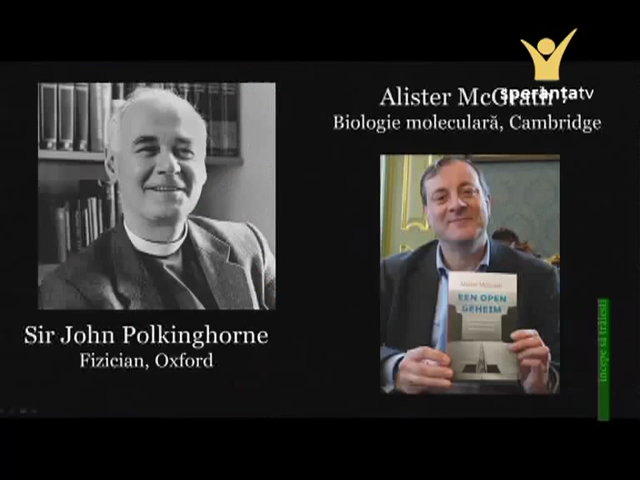 speranța tv
Alister McGrath
Biologie moleculară, Cambridge
ALISTER McGRATH
EEN OPEN
GEHEIM
Sir John Polkinghorne
Fizician, Oxford
începe să trăiești